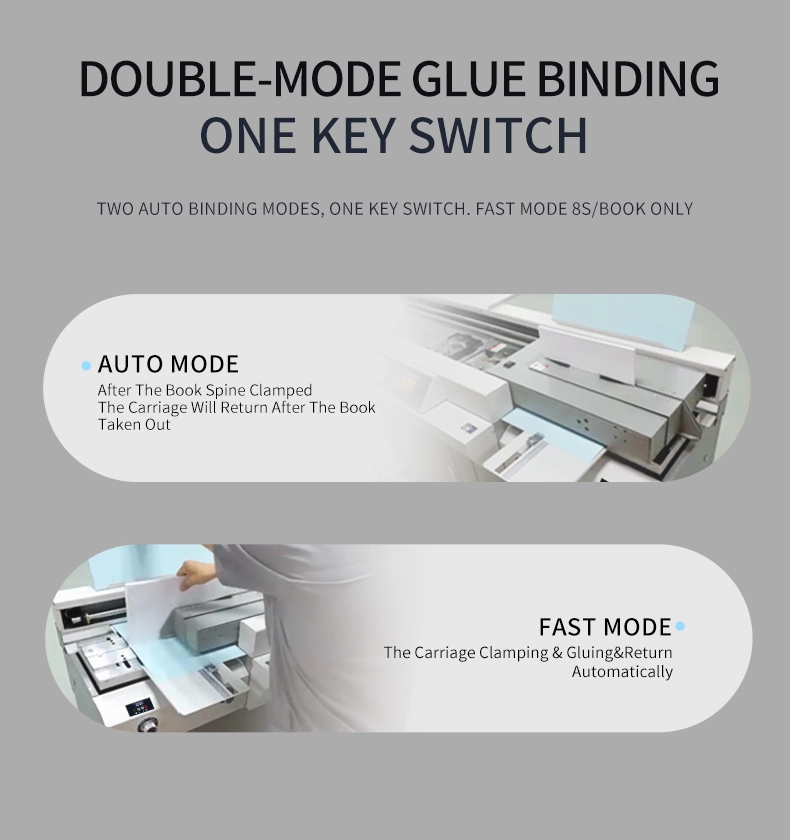 DOUBLE-MODE GLUE BINDING
ONE KEY SWITCH
TWO AUTO BINDING MODES, ONE KEY SWITCH. FAST MODE 8S/BOOK ONLY
AUTO MODE
After The Book Spine Clamped
The Carriage Will Return After The Book
Taken Out
FAST MODE
The Carriage Clamping & Gluing&Return
Automatically